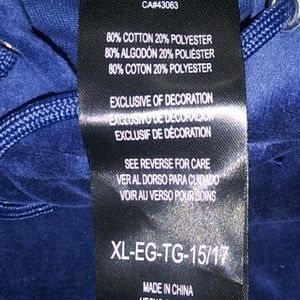 CA#43063
80% COTTON 20% POLYESTER
80% ALGODÓN 20% POLIÉSTER
80% COTON 20% POLYESTER
EXCLUSIVE OF DECORATION
EXCLUSIVO DE DECORACIÓN
EXCLUSIF DE DÉCORATION
SEE REVERSE FOR CARE
VER AL DORSO PARA CUIDADO
VOIR AU VERSO POUR SOINS
XL-EG-TG-15/17
MADE IN CHINA